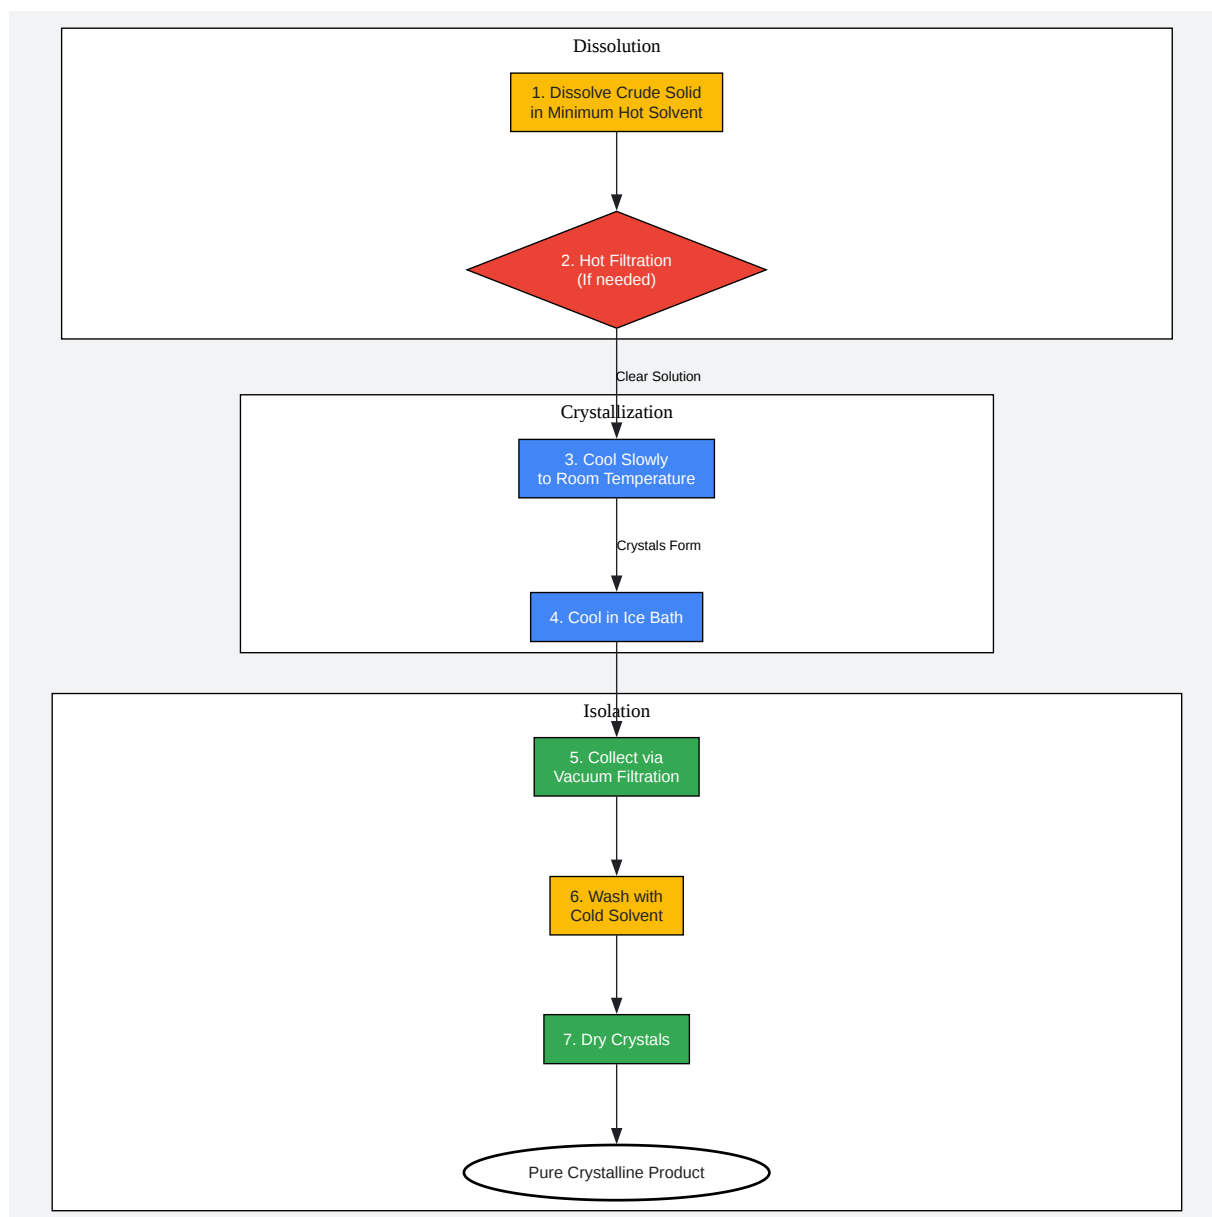 Dissolution
1. Dissolve Crude Solid
in Minimum Hot Solvent
2. Hot Filtration
(If needed)
Clear Solution
Crystallization
3. Cool Slowly
to Room Temperature
Crystals Form
4. Cool in Ice Bath
Isolation
5. Collect via
Vacuum Filtration
6. Wash with
Cold Solvent
7. Dry Crystals
Pure Crystalline Product